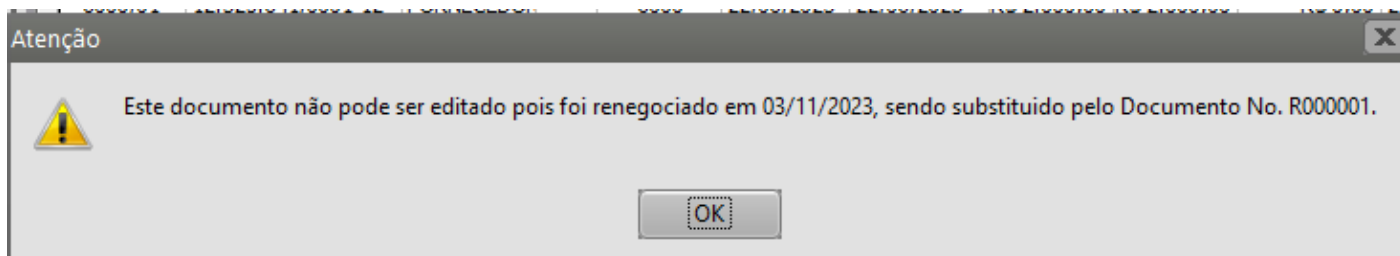 Atenção
Este documento não pode ser editado pois foi renegociado em 03/11/2023, sendo substituido pelo Documento No. R000001.
OK